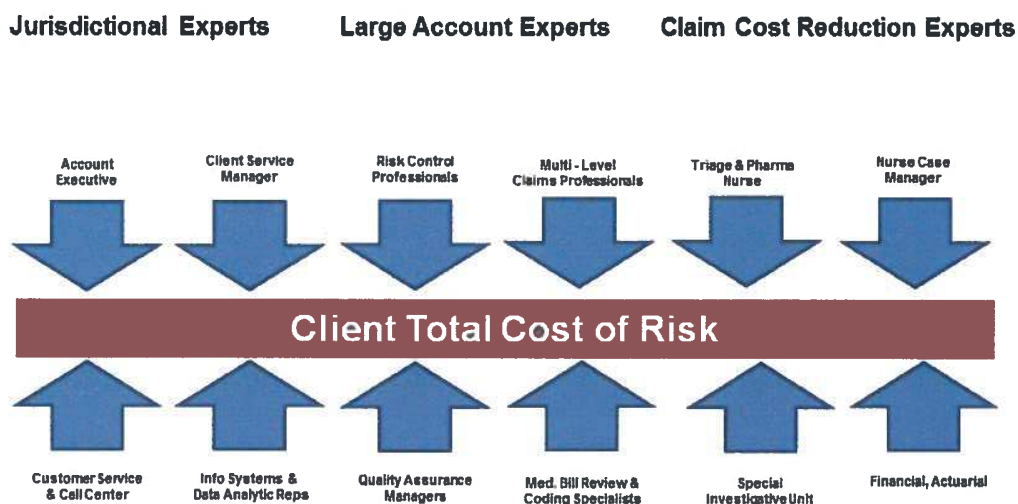 Jurisdictional Experts Large Account Experts Claim Cost Reduction Experts
Account
Executive
Client Service
Manager
Risk Control
Professionals
Multi - Level
Claims Professionals
Triage & Pharma
Nurse
Nurse Case
Manager
Client Total Cost of Risk
Customer Service
& Call Center
Info Systems &
Data Analytic Reps
Quality Assurance
Managers
Med. Bill Review &
Coding Specialists
Special
Investigative Unit
Financial, Actuarial